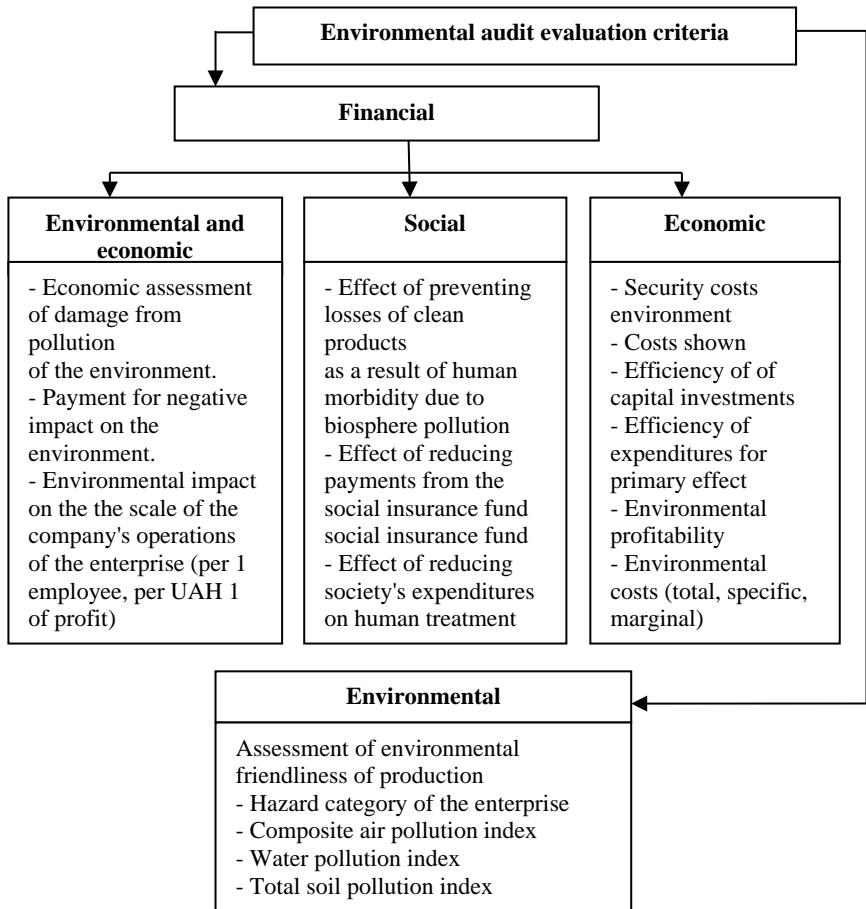 Environmental audit evaluation criteria
Financial
Environmental and
economic
- Economic assessment
of damage from
pollution
of the environment.
- Payment for negative
impact on the
environment.
- Environmental impact
on the the scale of the
company's operations
of the enterprise (per 1
employee, per UAH 1
of profit)
Social
- Effect of preventing
losses of clean
products
as a result of human
morbidity due to
biosphere pollution
- Effect of reducing
payments from the
social insurance fund
social insurance fund
- Effect of reducing
society's expenditures
on human treatment
Economic
- Security costs
environment
- Costs shown
- Efficiency of of
capital investments
- Efficiency of
expenditures for
primary effect
- Environmental
profitability
- Environmental
costs (total, specific,
marginal)
Environmental
Assessment of environmental
friendliness of production
- Hazard category of the enterprise
- Composite air pollution index
- Water pollution index
- Total soil pollution index